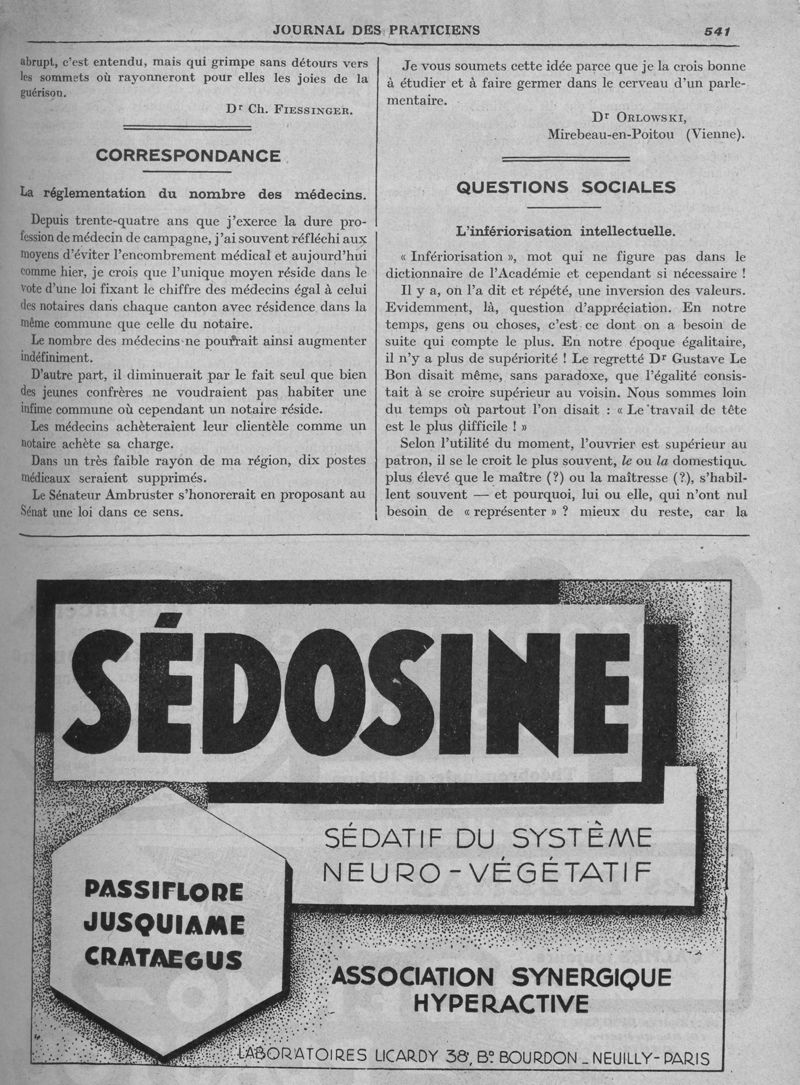 JOURNAL DES PRATICIENS 541
abrupt, c'est entendu, mais qui grimpe sans détours vers
les sommets où rayonneront pour elles les joies de la
guérison.
Dr Ch. FIESSINGER.
CORRESPONDANCE
La réglementation du nombre des médecins.
Depuis trente-quatre ans que j'exerce la dure pro-
fession de médecin de campagne, j'ai souvent réfléchi aux
moyens d'éviter l'encombrement médical et aujourd'hui
comme hier, je crois que l'unique moyen réside dans le
vote d'une loi fixant le chiffre des médecins égal à celui
des notaires dans chaque canton avec résidence dans la
même commune que celle du notaire.
Le nombre des médecins ne pourrait ainsi augmenter
indéfiniment.
D'autre part, il diminuerait par le fait seul que bien
des jeunes confrères ne voudraient pas habiter une
infime commune où cependant un notaire réside.
Les médecins achèteraient leur clientèle comme un
notaire achète sa charge.
Dans un très faible rayon de ma région, dix postes
médicaux seraient supprimés.
Le Sénateur Ambruster s'honorerait en proposant au
Sénat une loi dans ce sens.
Je vous soumets cette idée parce que je la crois bonne
à étudier et à faire germer dans le cerveau d'un parle-
mentaire.
Dr ORLOWSKI,
Mirebeau-en-Poitou (Vienne).
QUESTIONS SOCIALES
L'infériorisation intellectuelle.
« Infériorisation », mot qui ne figure pas dans le
dictionnaire de l'Académie et cependant si nécessaire !
Il y a, on l'a dit et répété, une inversion des valeurs.
Evidemment, là, question d'appréciation. En notre
temps, gens ou choses, c'est ce dont on a besoin de
suite qui compte le plus. En notre époque égalitaire,
il n'y a plus de supériorité ! Le regretté Dr Gustave Le
Bon disait même, sans paradoxe, que l'égalité consis-
tait à se croire supérieur au voisin. Nous sommes loin
du temps où partout l'on disait : « Le travail de tête
est le plus difficile ! »
Selon l'utilité du moment, l'ouvrier est supérieur au
patron, il se le croit le plus souvent, le ou la domestique
plus élevé que le maître (?) ou la maîtresse (?), s'habil-
lent souvent — et pourquoi, lui ou elle, qui n'ont nul
besoin de « représenter » ? mieux du reste, car la
SÉDOSINE
SÉDATIF DU SYSTÊME
NEURO-VÉGÉTATIF
PASSIFLORE
JUSQUIAME
CRATAEGUS
ASSOCIATION SYNERGIQUE
HYPERACTIVE
LABORATOIRES LICARDY 38, Bd BOURDON _ NEUILLY-PARIS